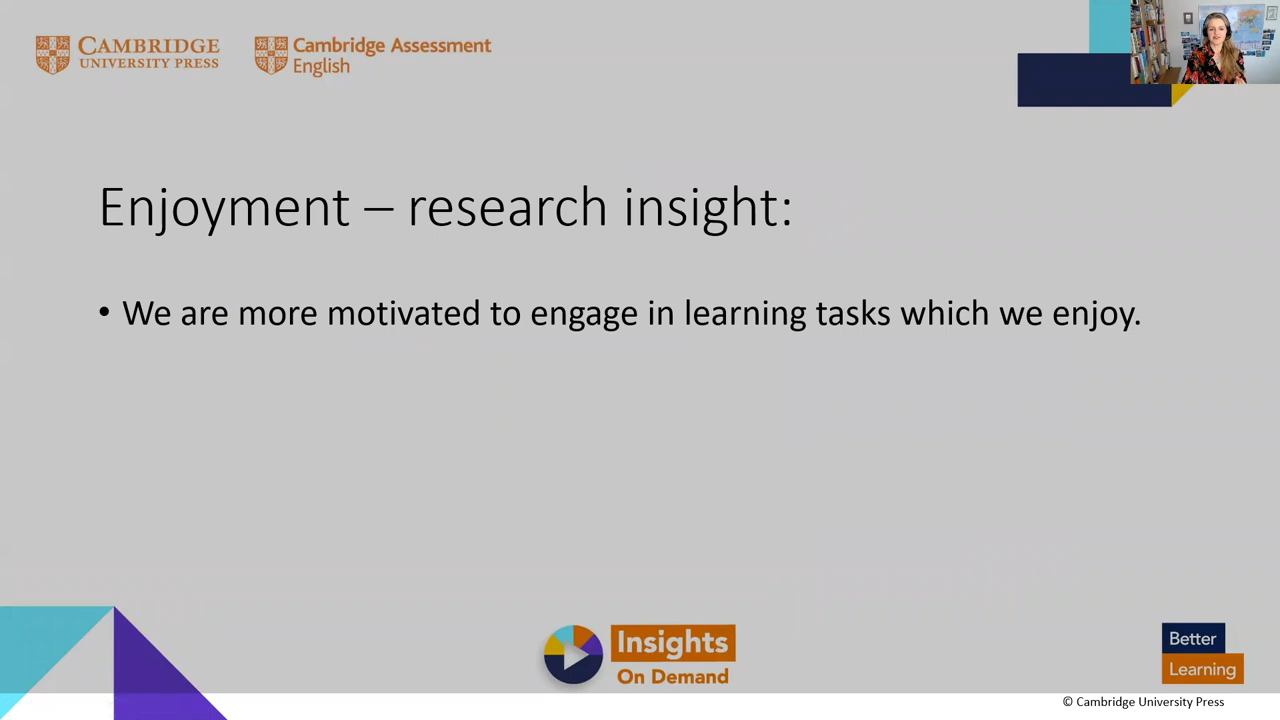 CAMBRIDGE
UNIVERSITY PRESS
Cambridge Assessment
English
Enjoyment – research insight:
• We are more motivated to engage in learning tasks which we enjoy.
Insights
On Demand
Better
Learning
© Cambridge University Press